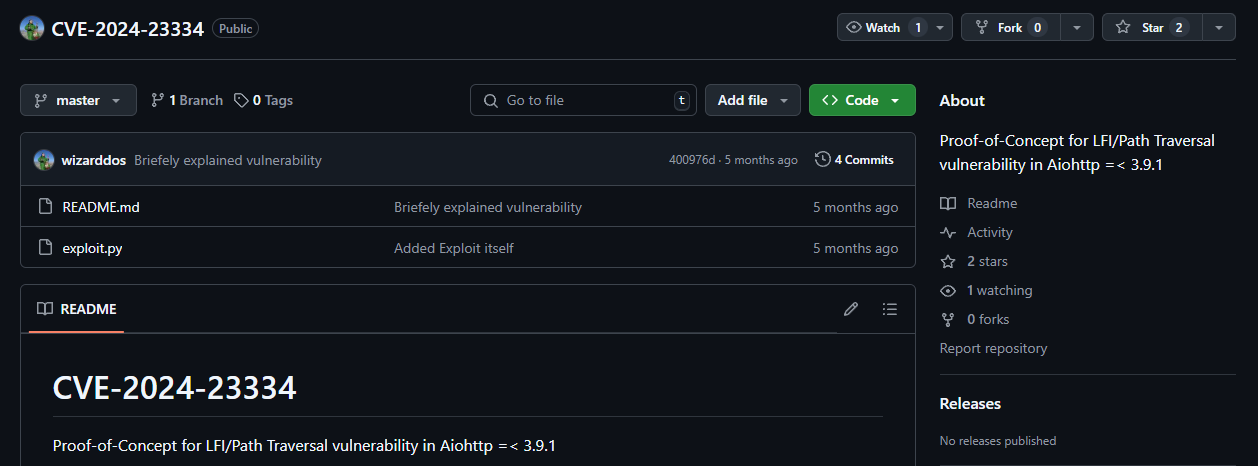 CVE-2024-23334 Public Watch 1 Fork 0 Star 2
master 1 Branch 0 Tags Go to file t Add file Code
wizarddos Briefely explained vulnerability 400976d · 5 months ago 4 Commits
README.md Briefely explained vulnerability 5 months ago
exploit.py Added Exploit itself 5 months ago
README
CVE-2024-23334
Proof-of-Concept for LFI/Path Traversal vulnerability in Aiohttp =< 3.9.1
About
Proof-of-Concept for LFI/Path Traversal
vulnerability in Aiohttp =< 3.9.1
Readme
Activity
2 stars
1 watching
0 forks
Report repository
Releases
No releases published